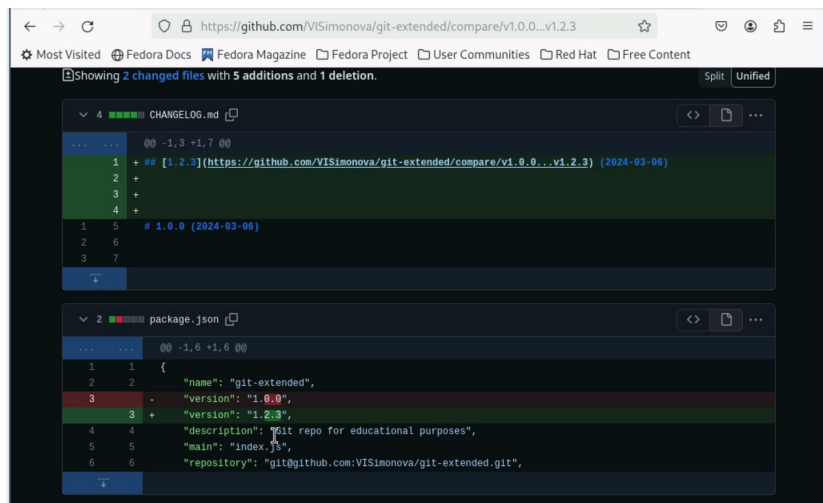 https://github.com/VISimonova/git-extended/compare/v1.0.0...v1.2.3
Most Visited Fedora Docs Fedora Magazine Fedora Project User Communities Red Hat Free Content
Showing 2 changed files with 5 additions and 1 deletion. Split Unified
4 CHANGELOG.md <> ...
... ... @@ -1,3 +1,7 @@
1 + ## [1.2.3](https://github.com/VISimonova/git-extended/compare/v1.0.0...v1.2.3) (2024-03-06)
2 +
3 +
4 +
1 5 # 1.0.0 (2024-03-06)
2 6
3 7
2 package.json <> ...
... ... @@ -1,6 +1,6 @@
1 1 {
2 2 "name": "git-extended",
3 - "version": "1.0.0",
3 + "version": "1.2.3",
4 4 "description": "Git repo for educational purposes",
5 5 "main": "index.js",
6 6 "repository": "git@github.com:VISimonova/git-extended.git",